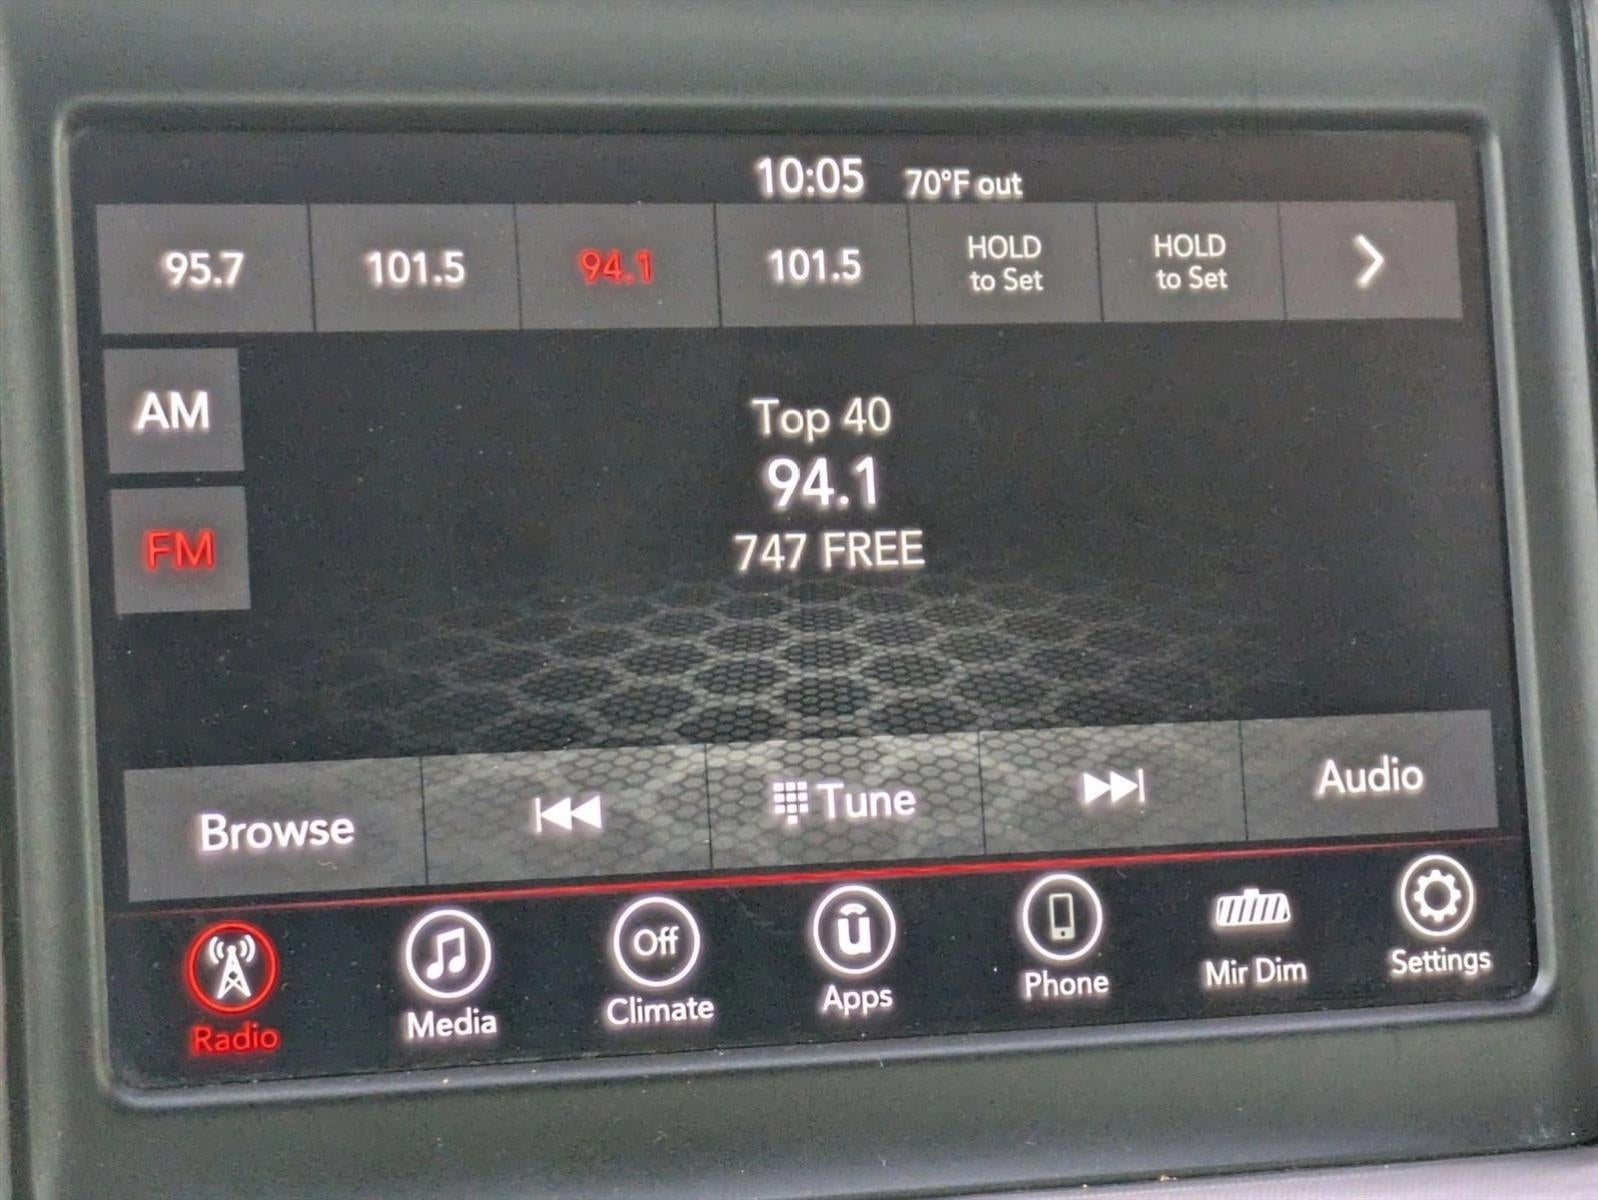 10:05 70°F out
95.7 101.5 94.1 101.5 HOLD to Set HOLD to Set
AM
Top 40
94.1
FM
747 FREE
Browse Tune Audio
Off
Radio Media Climate Apps Phone Mir Dim Settings